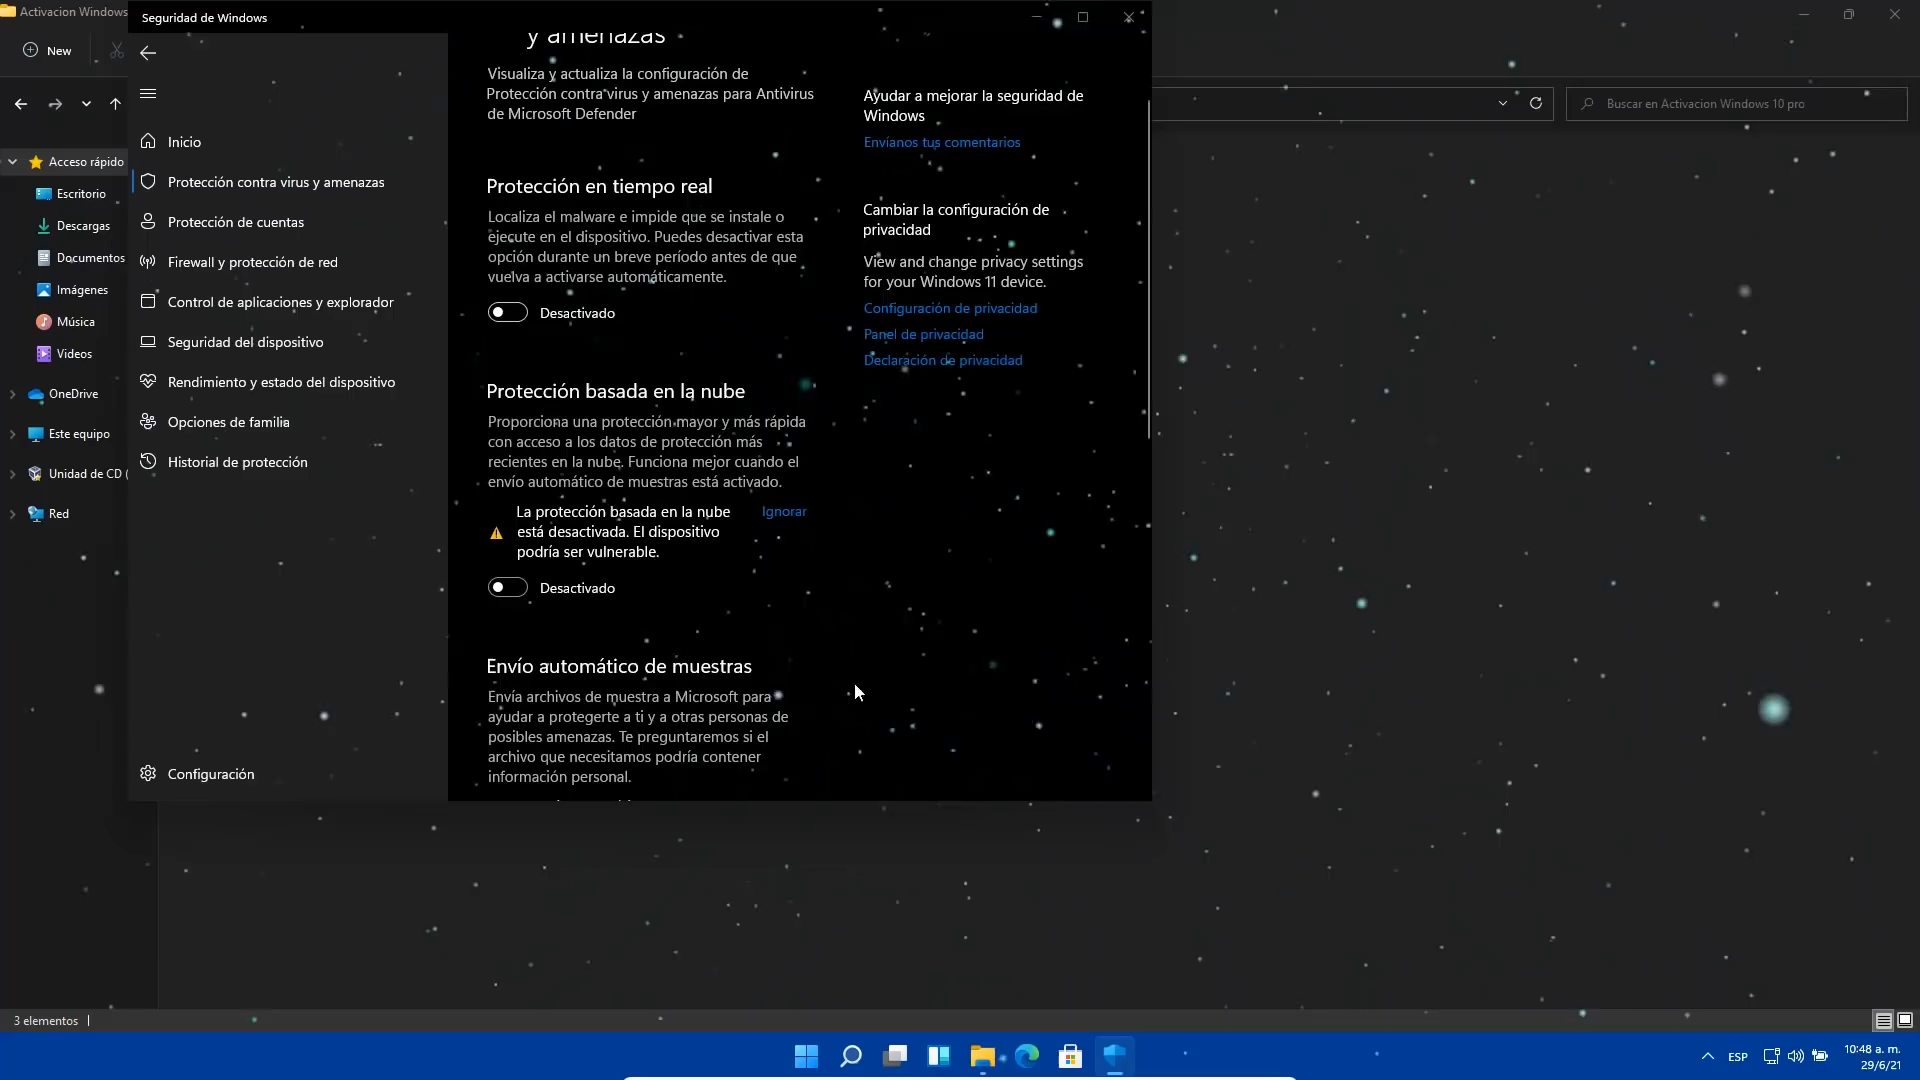 Activacion Windows
New
Acceso rápido
Escritorio
Descargas
Documentos
Imágenes
Música
Videos
OneDrive
Este equipo
Unidad de CD (
Red
3 elementos
Seguridad de Windows
Inicio
Protección contra virus y amenazas
Protección de cuentas
Firewall y protección de red
Control de aplicaciones y explorador
Seguridad del dispositivo
Rendimiento y estado del dispositivo
Opciones de familia
Historial de protección
Configuración
y amenazas
Visualiza y actualiza la configuración de
Protección contra virus y amenazas para Antivirus
de Microsoft Defender
Protección en tiempo real
Localiza el malware e impide que se instale o
ejecute en el dispositivo. Puedes desactivar esta
opción durante un breve período antes de que
vuelva a activarse automáticamente.
Desactivado
Protección basada en la nube
Proporciona una protección mayor y más rápida
con acceso a los datos de protección más
recientes en la nube. Funciona mejor cuando el
envío automático de muestras está activado.
La protección basada en la nube
está desactivada. El dispositivo
podría ser vulnerable.
Ignorar
Desactivado
Envío automático de muestras
Envía archivos de muestra a Microsoft para
ayudar a protegerte a ti y a otras personas de
posibles amenazas. Te preguntaremos si el
archivo que necesitamos podría contener
información personal.
Ayudar a mejorar la seguridad de
Windows
Envíanos tus comentarios
Cambiar la configuración de
privacidad
View and change privacy settings
for your Windows 11 device.
Configuración de privacidad
Panel de privacidad
Declaración de privacidad
Buscar en Activacion Windows 10 pro
ESP
10:48 a. m.
29/6/21